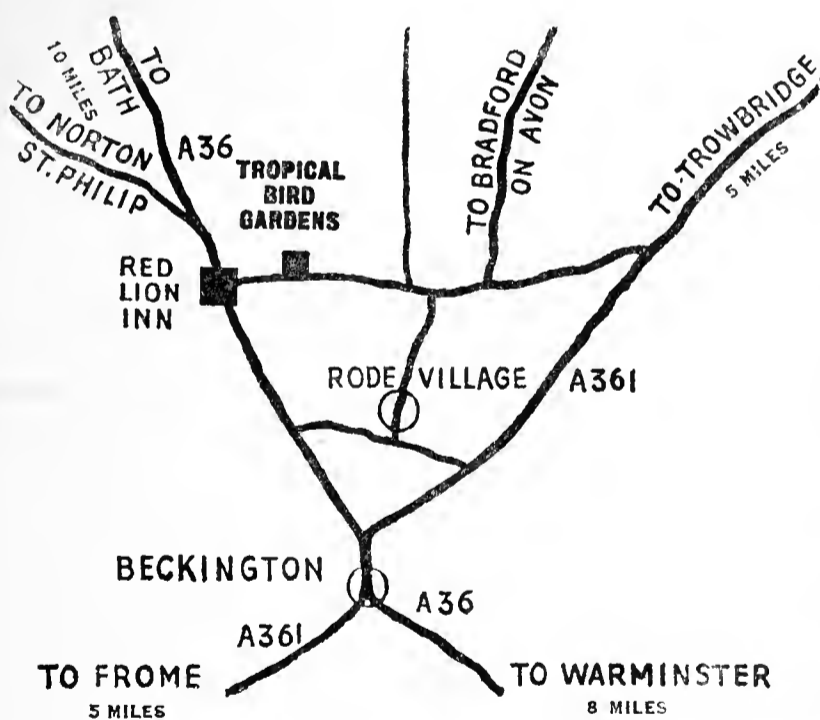 TO
BATH
10 MILES
TO NORTON
ST. PHILIP
A36
TROPICAL
BIRD
GARDENS
TO BRADFORD
ON AVON
TO-TROWBRIDGE
5 MILES
RED
LION
INN
RODE VILLAGE
A361
BECKINGTON
A36
A361
TO FROME
5 MILES
TO WARMINSTER
8 MILES